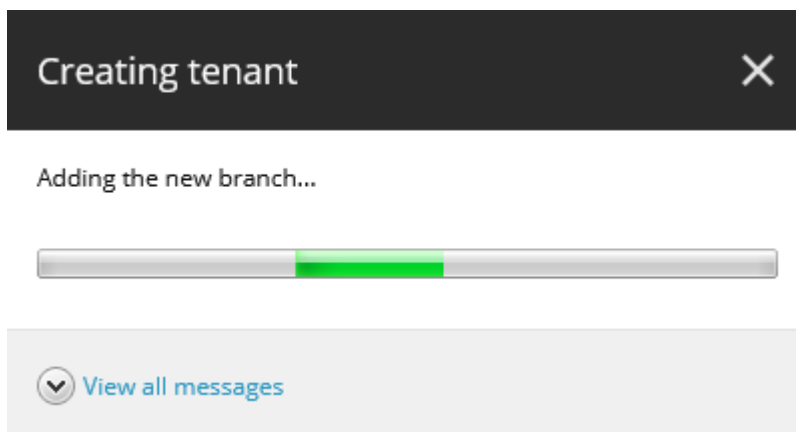 Creating tenant
Adding the new branch...
View all messages